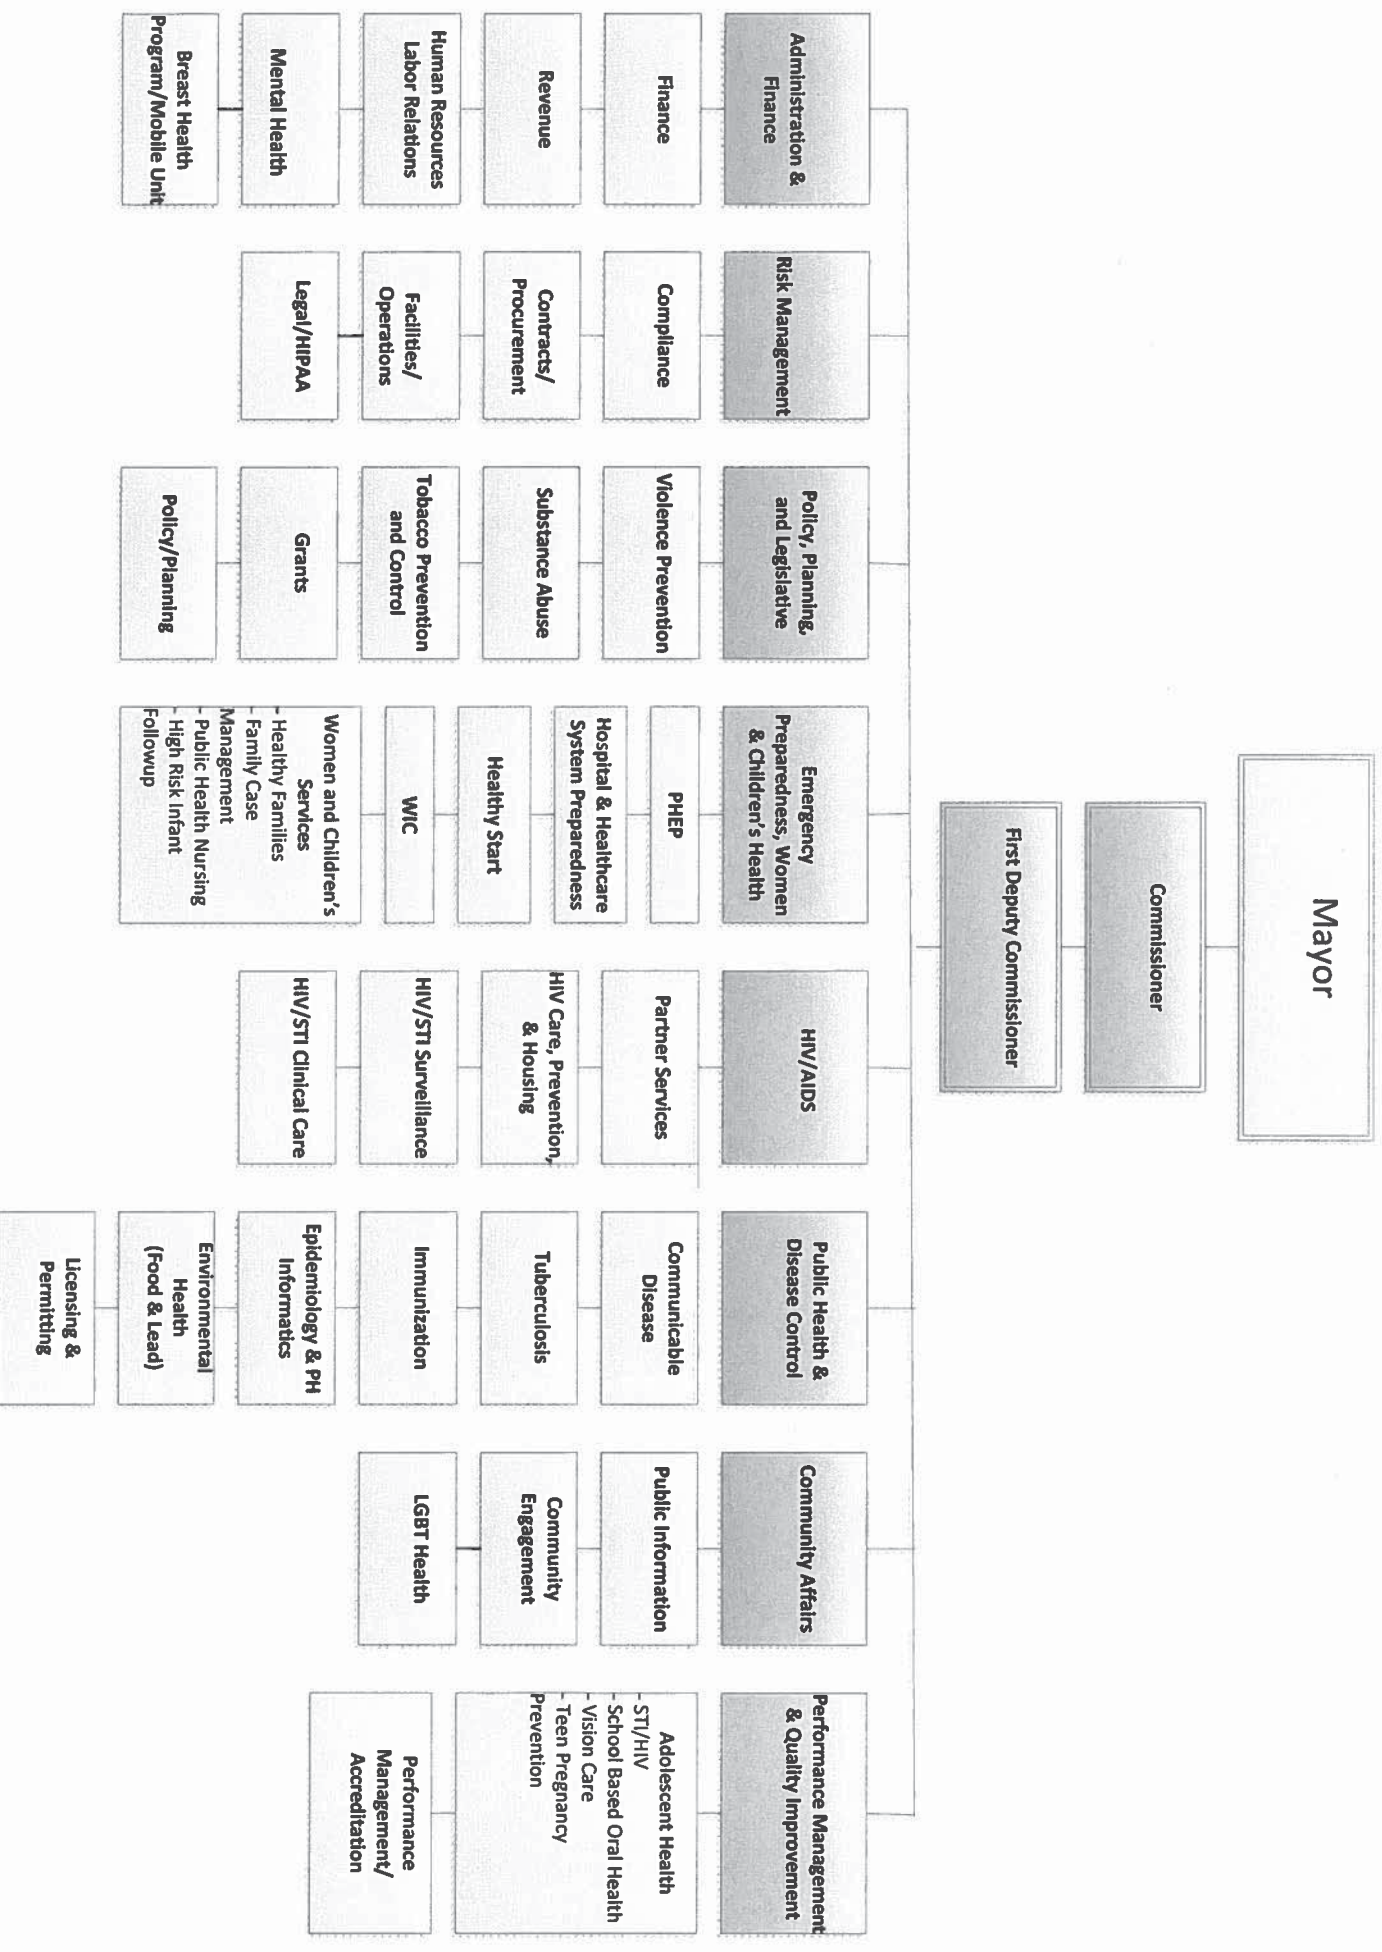 Mayor
Commissioner
First Deputy Commissioner
Administration &
Finance
Finance
Revenue
Human Resources
Labor Relations
Mental Health
Breast Health
Program/Mobile Unit
Risk Management
Compliance
Contracts/
Procurement
Facilities/
Operations
Legal/HIPAA
Policy, Planning,
and Legislative
Violence Prevention
Substance Abuse
Tobacco Prevention
and Control
Grants
Policy/Planning
Emergency
Preparedness, Women
& Children's Health
PHEP
Hospital & Healthcare
System Preparedness
Healthy Start
WIC
Women and Children's
Services
- Healthy Families
- Family Case
Management
- Public Health Nursing
- High Risk Infant
Followup
HIV/AIDS
Partner Services
HIV Care, Prevention,
& Housing
HIV/STI Surveillance
HIV/STI Clinical Care
Public Health &
Disease Control
Communicable
Disease
Tuberculosis
Immunization
Epidemiology & PH
Informatics
Environmental
Health
(Food & Lead)
Licensing &
Permitting
Community Affairs
Public Information
Community
Engagement
LGBT Health
Performance Management
& Quality Improvement
Adolescent Health
- STI/HIV
- School Based Oral Health
- Vision Care
- Teen Pregnancy
Prevention
Performance
Management/
Accreditation